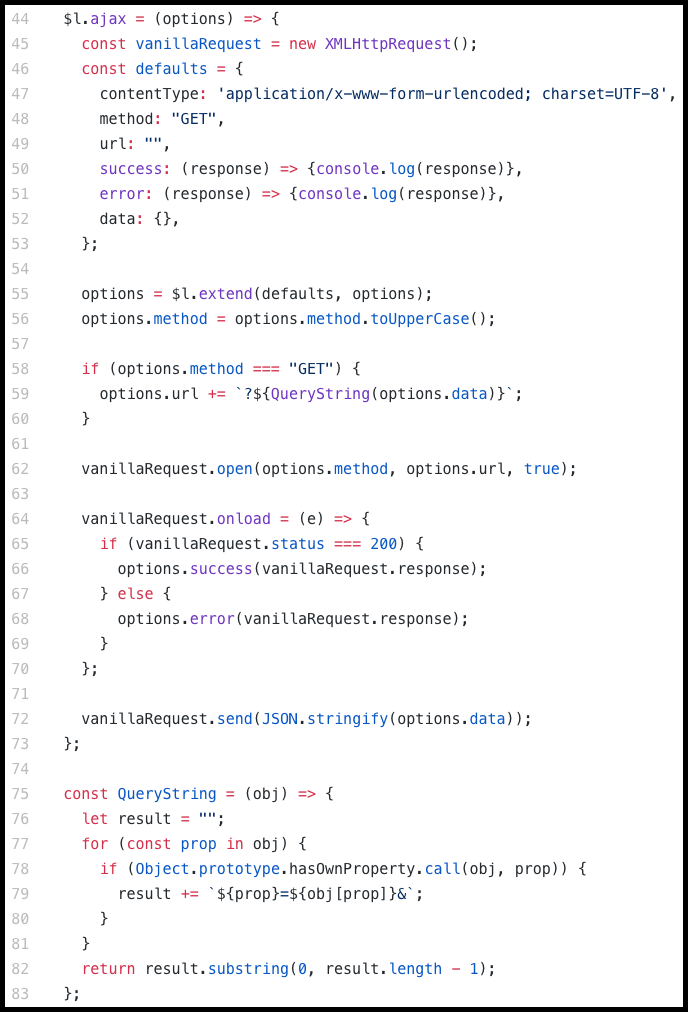 44 $l.ajax = (options) => {
45 const vanillaRequest = new XMLHttpRequest();
46 const defaults = {
47 contentType: 'application/x-www-form-urlencoded; charset=UTF-8',
48 method: "GET",
49 url: "",
50 success: (response) => {console.log(response)},
51 error: (response) => {console.log(response)},
52 data: {},
53 };
54
55 options = $l.extend(defaults, options);
56 options.method = options.method.toUpperCase();
57
58 if (options.method === "GET") {
59 options.url += `?${QueryString(options.data)}`;
60 }
61
62 vanillaRequest.open(options.method, options.url, true);
63
64 vanillaRequest.onload = (e) => {
65 if (vanillaRequest.status === 200) {
66 options.success(vanillaRequest.response);
67 } else {
68 options.error(vanillaRequest.response);
69 }
70 };
71
72 vanillaRequest.send(JSON.stringify(options.data));
73 };
74
75 const QueryString = (obj) => {
76 let result = "";
77 for (const prop in obj) {
78 if (Object.prototype.hasOwnProperty.call(obj, prop)) {
79 result += `${prop}=${obj[prop]}&`;
80 }
81 }
82 return result.substring(0, result.length - 1);
83 };